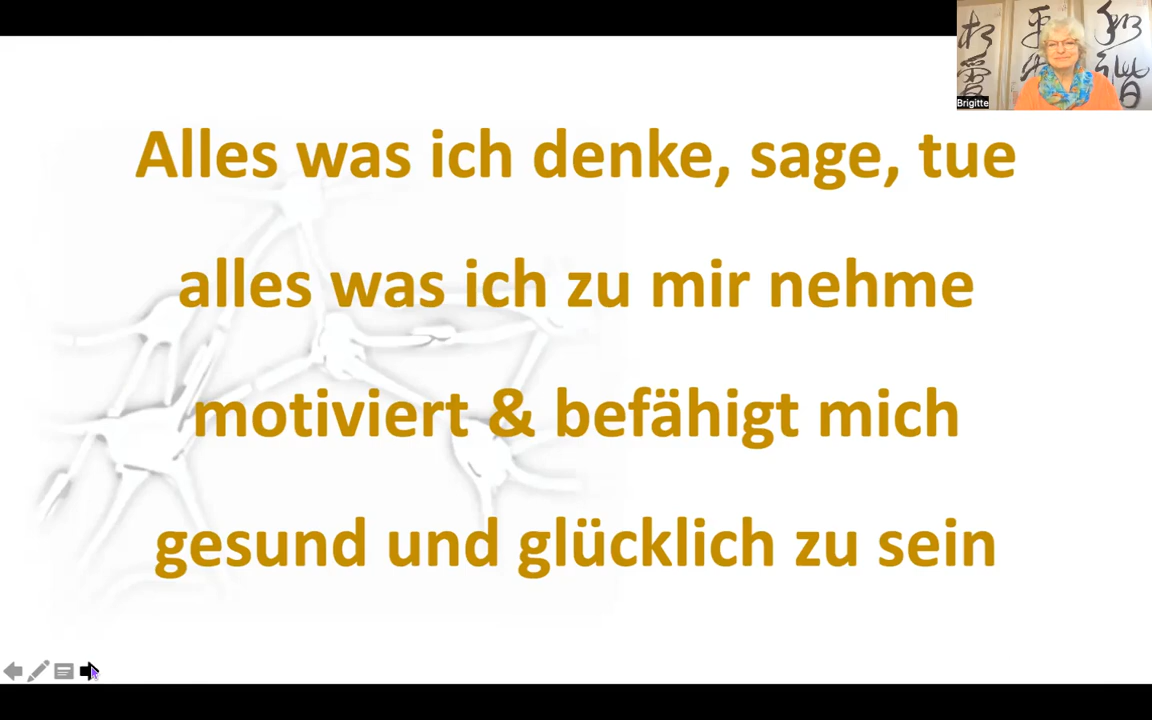 Brigitte
Alles was ich denke, sage, tue
alles was ich zu mir nehme
motiviert & befähigt mich
gesund und glücklich zu sein